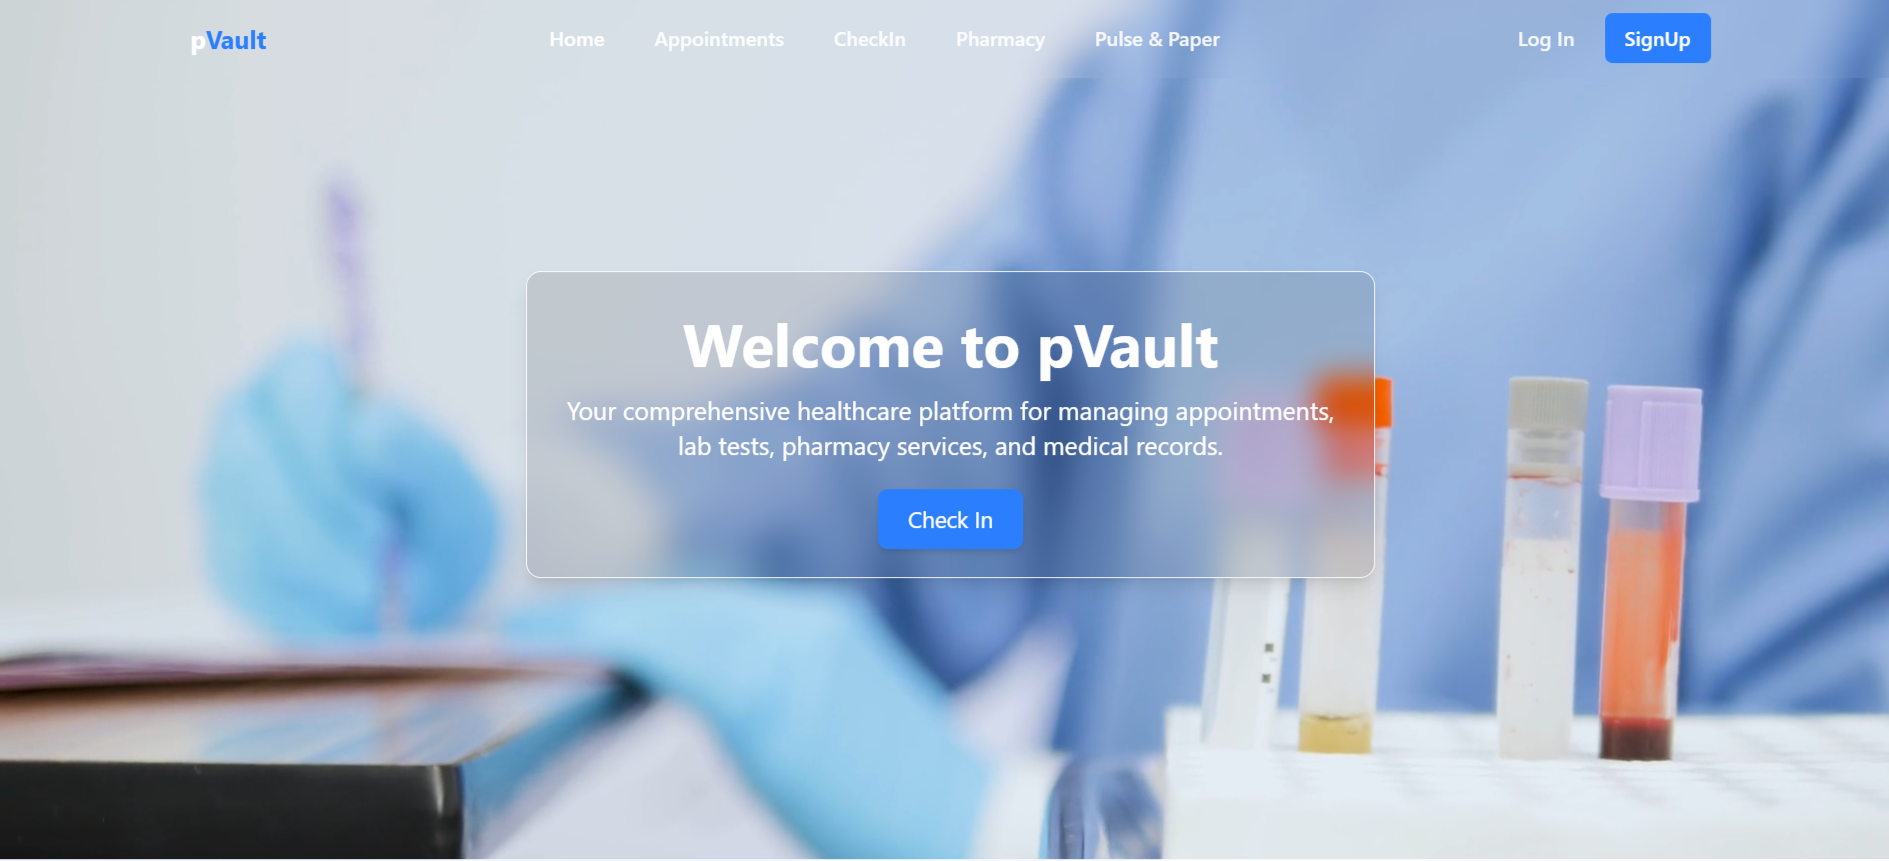 pVault
Home Appointments CheckIn Pharmacy Pulse & Paper
Log In SignUp
Welcome to pVault
Your comprehensive healthcare platform for managing appointments,
lab tests, pharmacy services, and medical records.
Check In